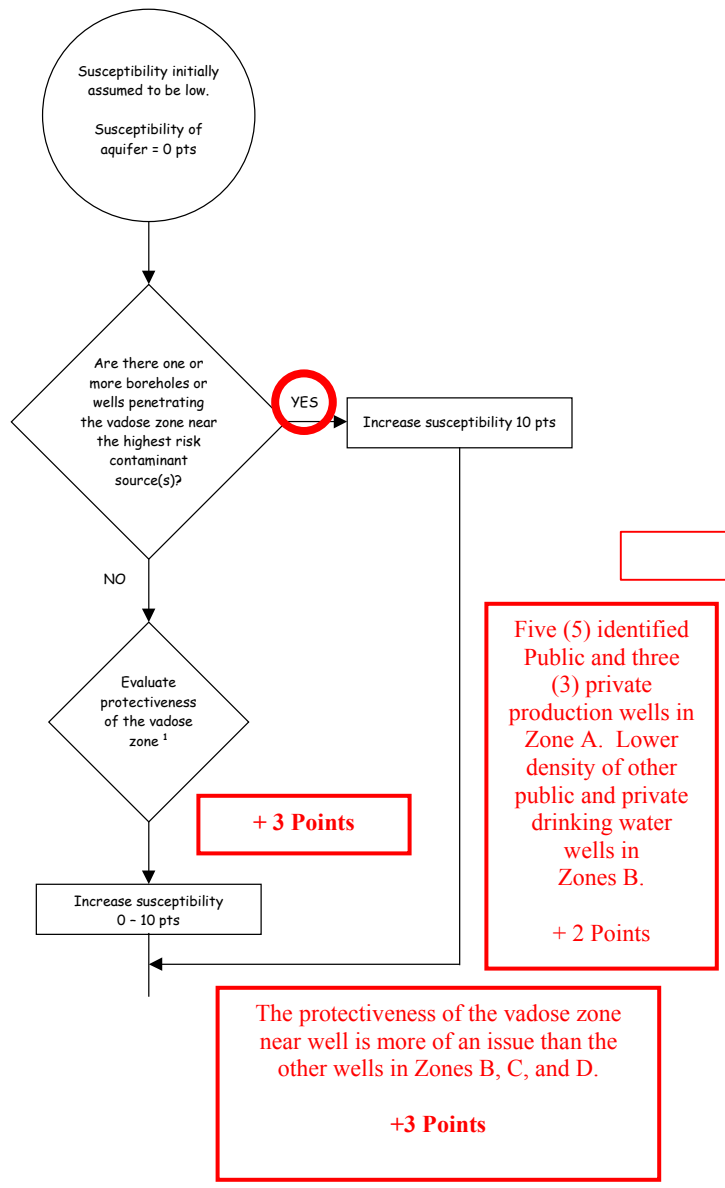 Susceptibility initially
assumed to be low.
Susceptibility of
aquifer = 0 pts
Are there one or
more boreholes or
wells penetrating
the vadose zone near
the highest risk
contaminant
source(s)?
YES
Increase susceptibility 10 pts
NO
Evaluate
protectiveness
of the vadose
zone 1
+ 3 Points
Increase susceptibility
0 – 10 pts
Five (5) identified
Public and three
(3) private
production wells in
Zone A. Lower
density of other
public and private
drinking water
wells in
Zones B.
+ 2 Points
The protectiveness of the vadose zone
near well is more of an issue than the
other wells in Zones B, C, and D.
+3 Points